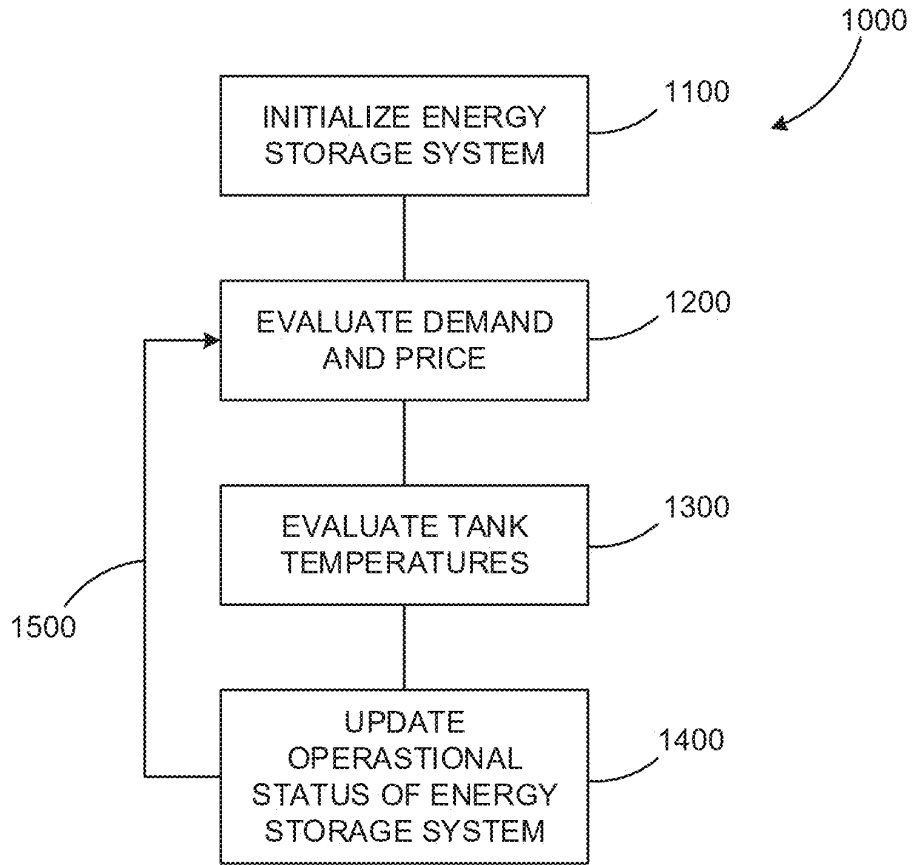 1000
INITIALIZE ENERGY
STORAGE SYSTEM
1100
EVALUATE DEMAND
AND PRICE
1200
EVALUATE TANK
TEMPERATURES
1300
1500
UPDATE
OPERASTIONAL
STATUS OF ENERGY
STORAGE SYSTEM
1400